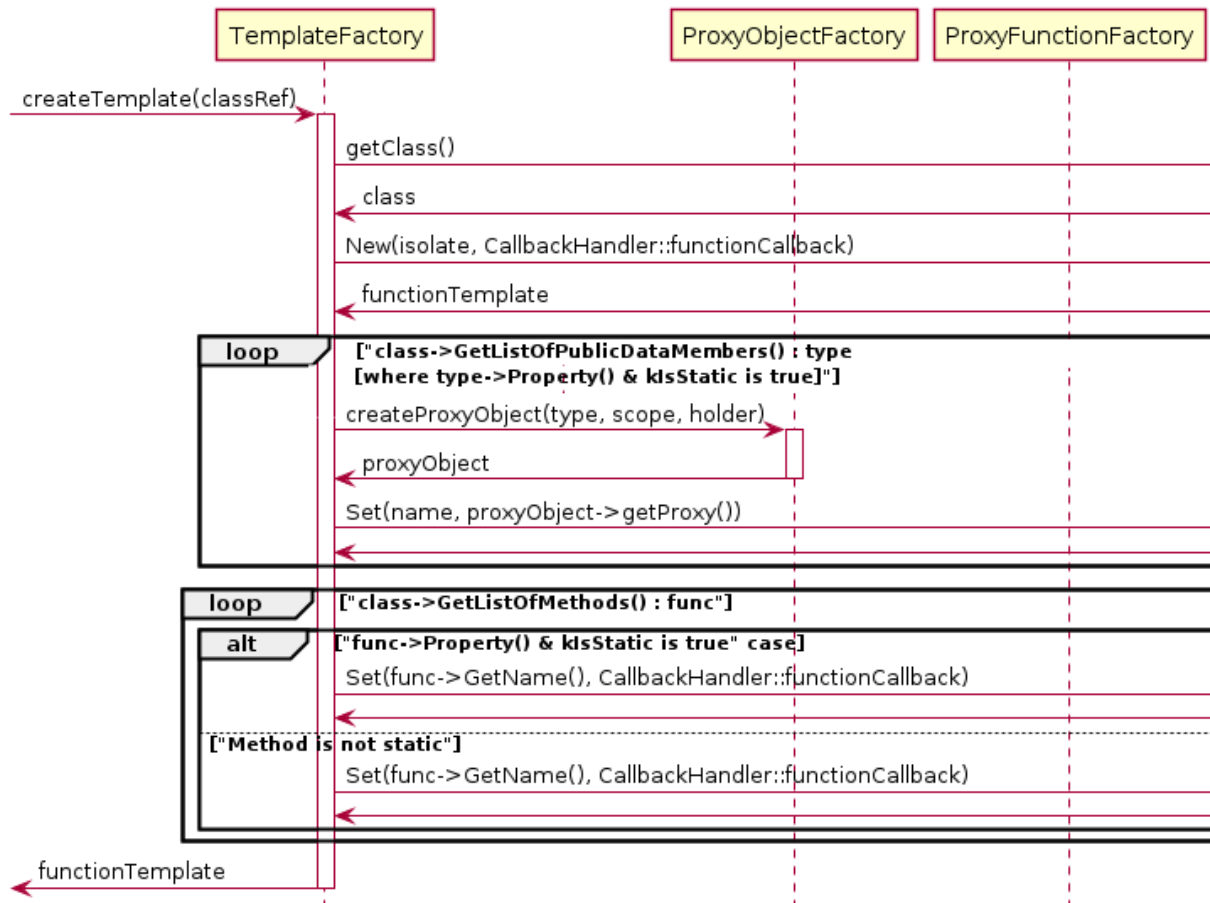 TemplateFactory
ProxyObjectFactory
ProxyFunctionFactory
createTemplate(classRef)
getClass()
class
New(isolate, CallbackHandler::functionCallback)
functionTemplate
loop
["class->GetListOfPublicDataMembers() : type
[where type->Property() & kIsStatic is true]"]
createProxyObject(type, scope, holder)
proxyObject
Set(name, proxyObject->getProxy())
loop
["class->GetListOfMethods() : func"]
alt
["func->Property() & kIsStatic is true" case]
Set(func->GetName(), CallbackHandler::functionCallback)
["Method is not static"]
Set(func->GetName(), CallbackHandler::functionCallback)
functionTemplate